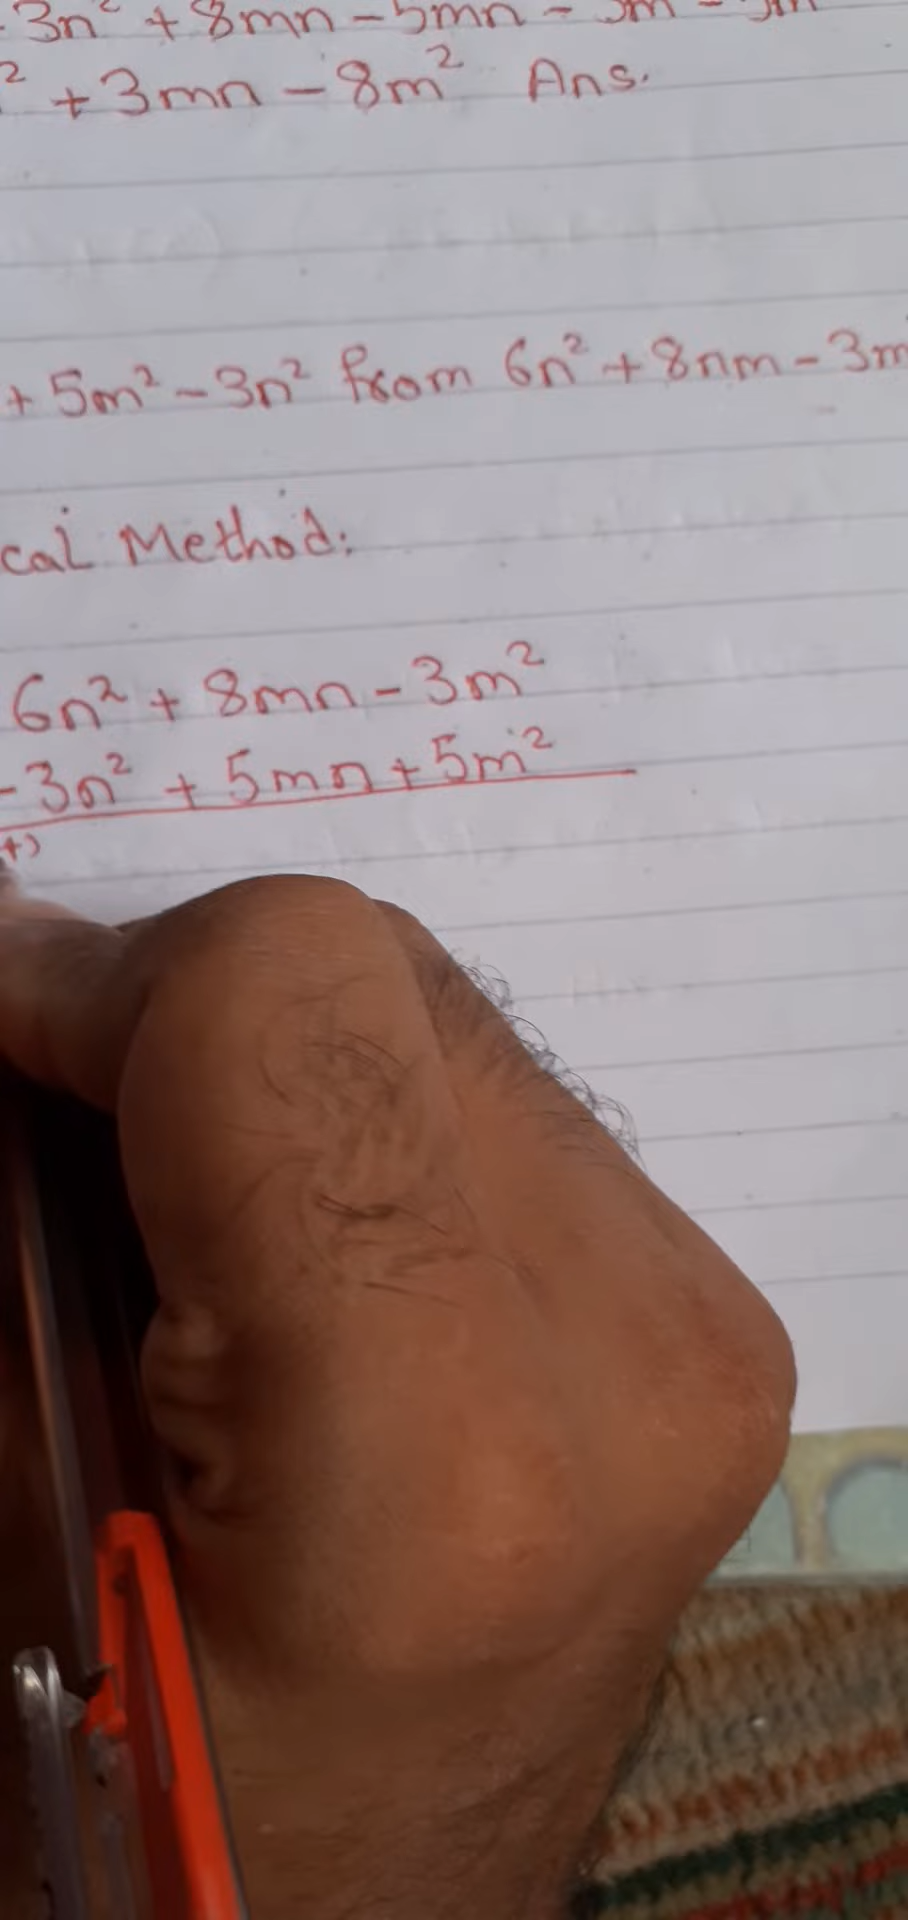 3n² + 8mn - 5mn - 3m² - 5m²
² + 3mn - 8m² Ans.
+ 5m² - 3n² from 6n² + 8nm - 3m
cal Method:
6n² + 8mn - 3m²
-3n² + 5mn + 5m²
+)